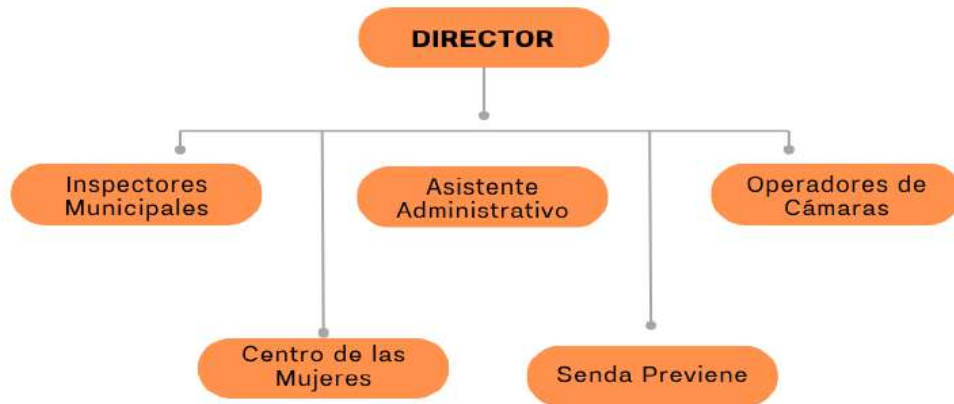 DIRECTOR
Inspectores
Municipales
Asistente
Administrativo
Operadores de
Cámaras
Centro de las
Mujeres
Senda Previene